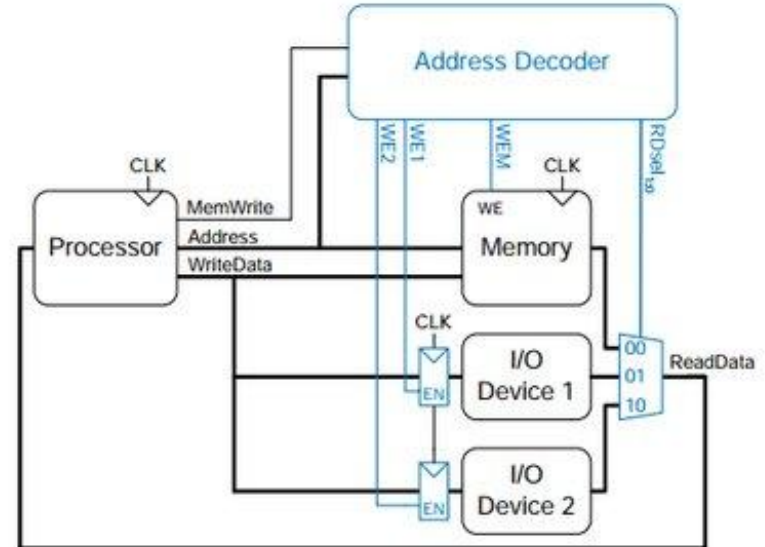 Address Decoder
WE2
WE1
WEM
RDsel1:0
CLK
CLK
MemWrite
WE
Processor
Address
Memory
WriteData
CLK
00
I/O
Device 1
EN
01
ReadData
10
I/O
Device 2
EN